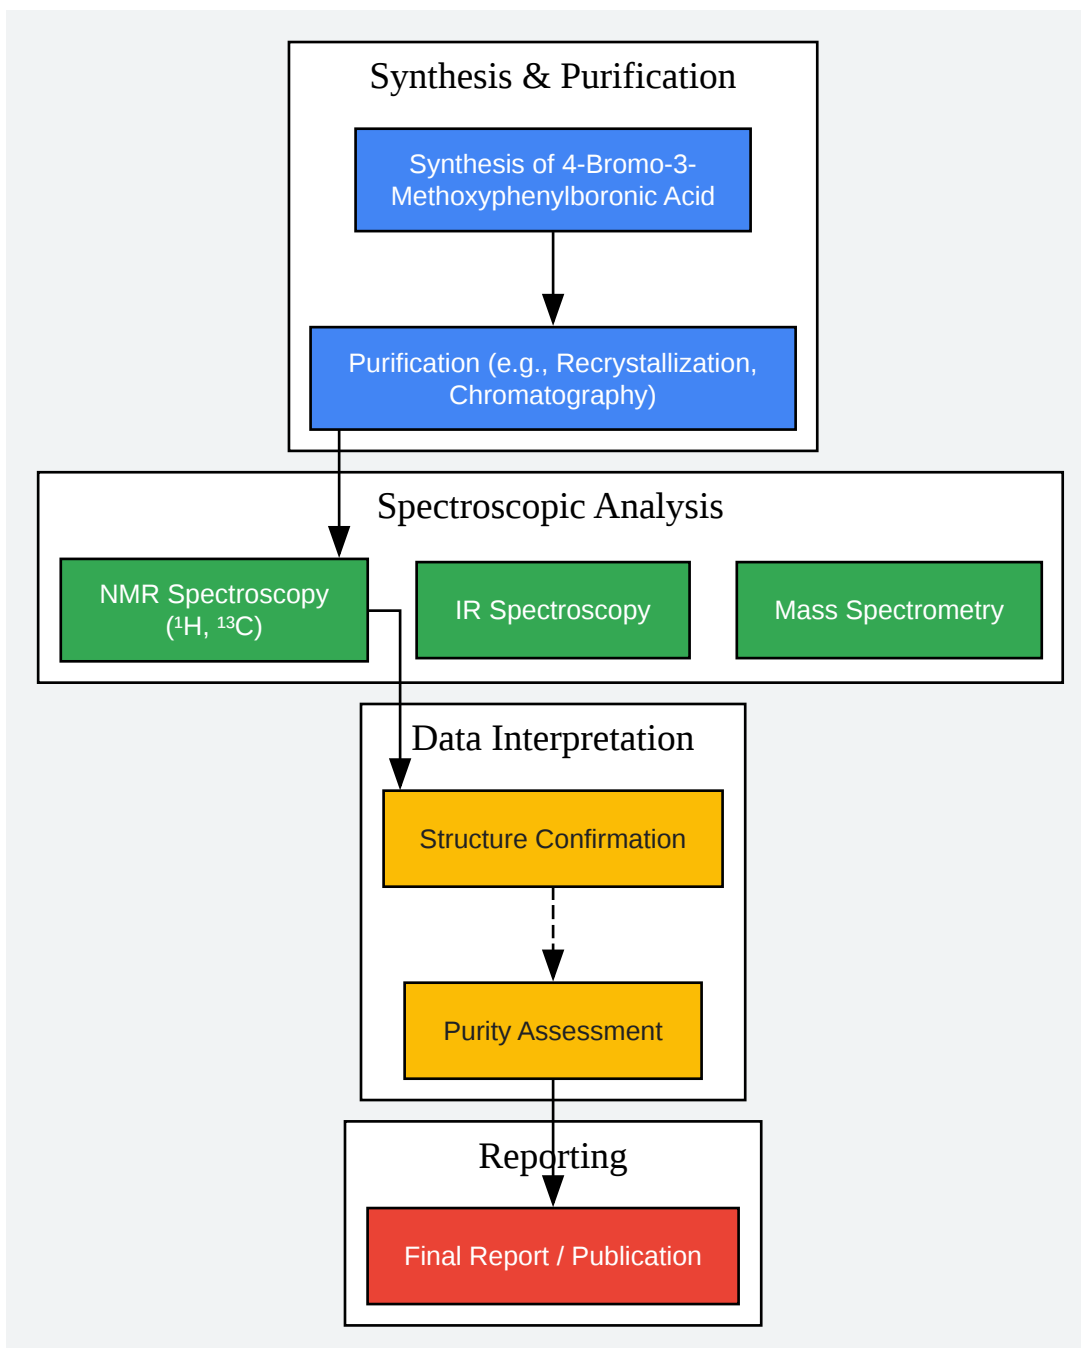 Synthesis & Purification
Synthesis of 4-Bromo-3-
Methoxyphenylboronic Acid
Purification (e.g., Recrystallization,
Chromatography)
Spectroscopic Analysis
NMR Spectroscopy
(¹H, ¹³C)
IR Spectroscopy
Mass Spectrometry
Data Interpretation
Structure Confirmation
Purity Assessment
Reporting
Final Report / Publication